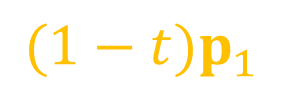 (1 − t)p₁